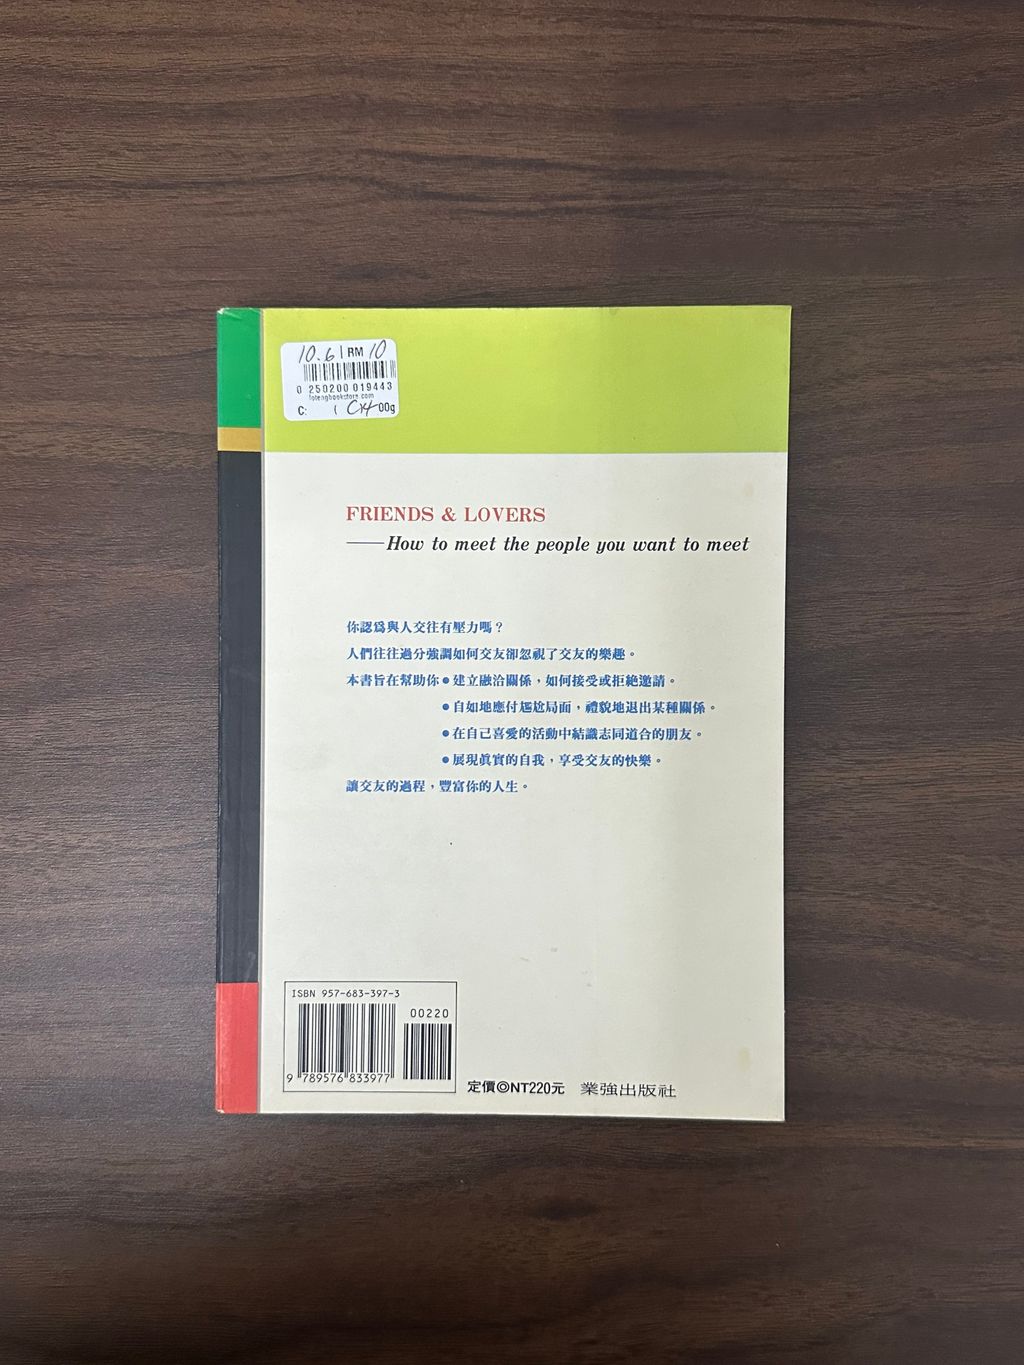 10.6 RM 10
0 250200 019443
lotengbookstore.com
C: 00g
FRIENDS & LOVERS
——How to meet the people you want to meet
你認爲與人交往有壓力嗎？
人們往往過分強調如何交友卻忽視了交友的樂趣。
本書旨在幫助你●建立融洽關係，如何接受或拒絕邀請。
●自如地應付尷尬局面，禮貌地退出某種關係。
●在自己喜愛的活動中結識志同道合的朋友。
●展現眞實的自我，享受交友的快樂。
讓交友的過程，豐富你的人生。
ISBN 957-683-397-3
00220
9 789576 833977
定價◎NT220元 業強出版社